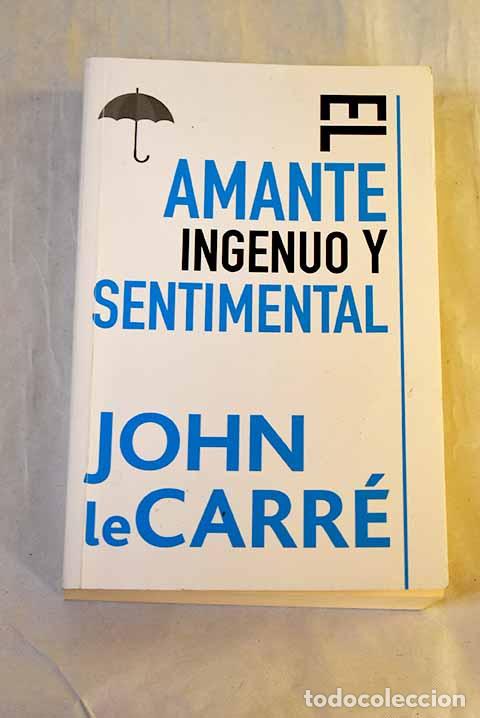 EL
AMANTE
INGENUO Y
SENTIMENTAL
JOHN
leCARRÉ
todocoleccion